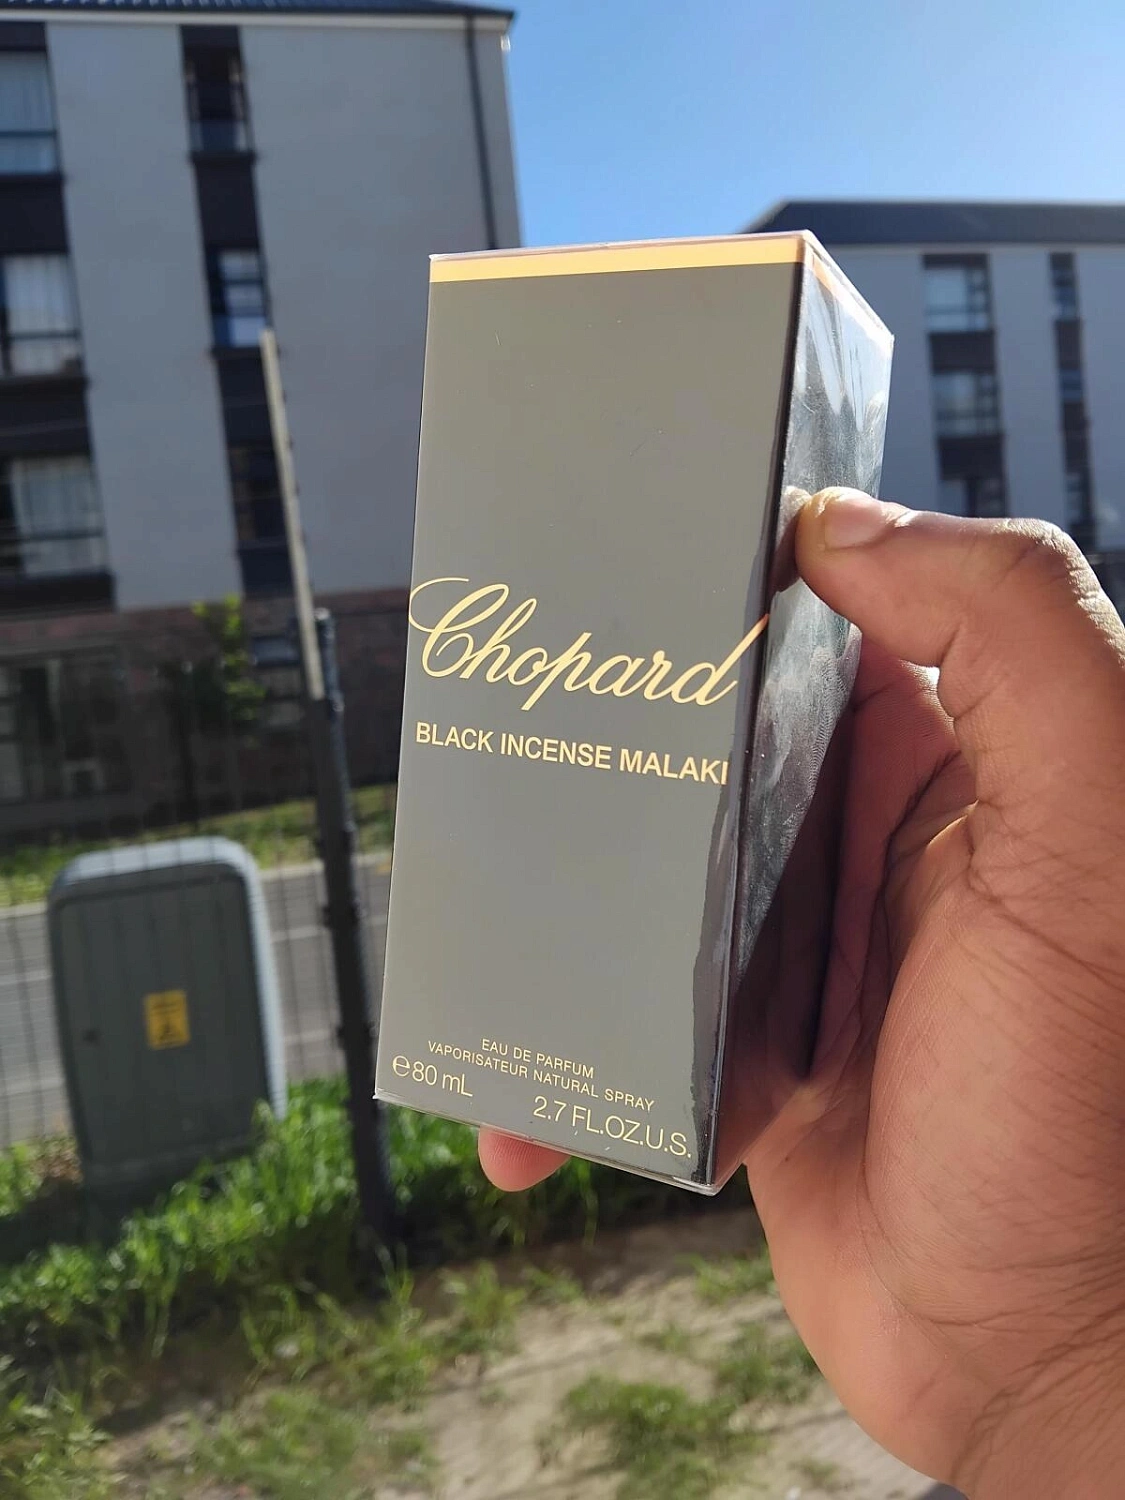 Chopard
BLACK INCENSE MALAKI
EAU DE PARFUM
VAPORISATEUR NATURAL SPRAY
℮80 mL 2.7 FL.OZ.U.S.